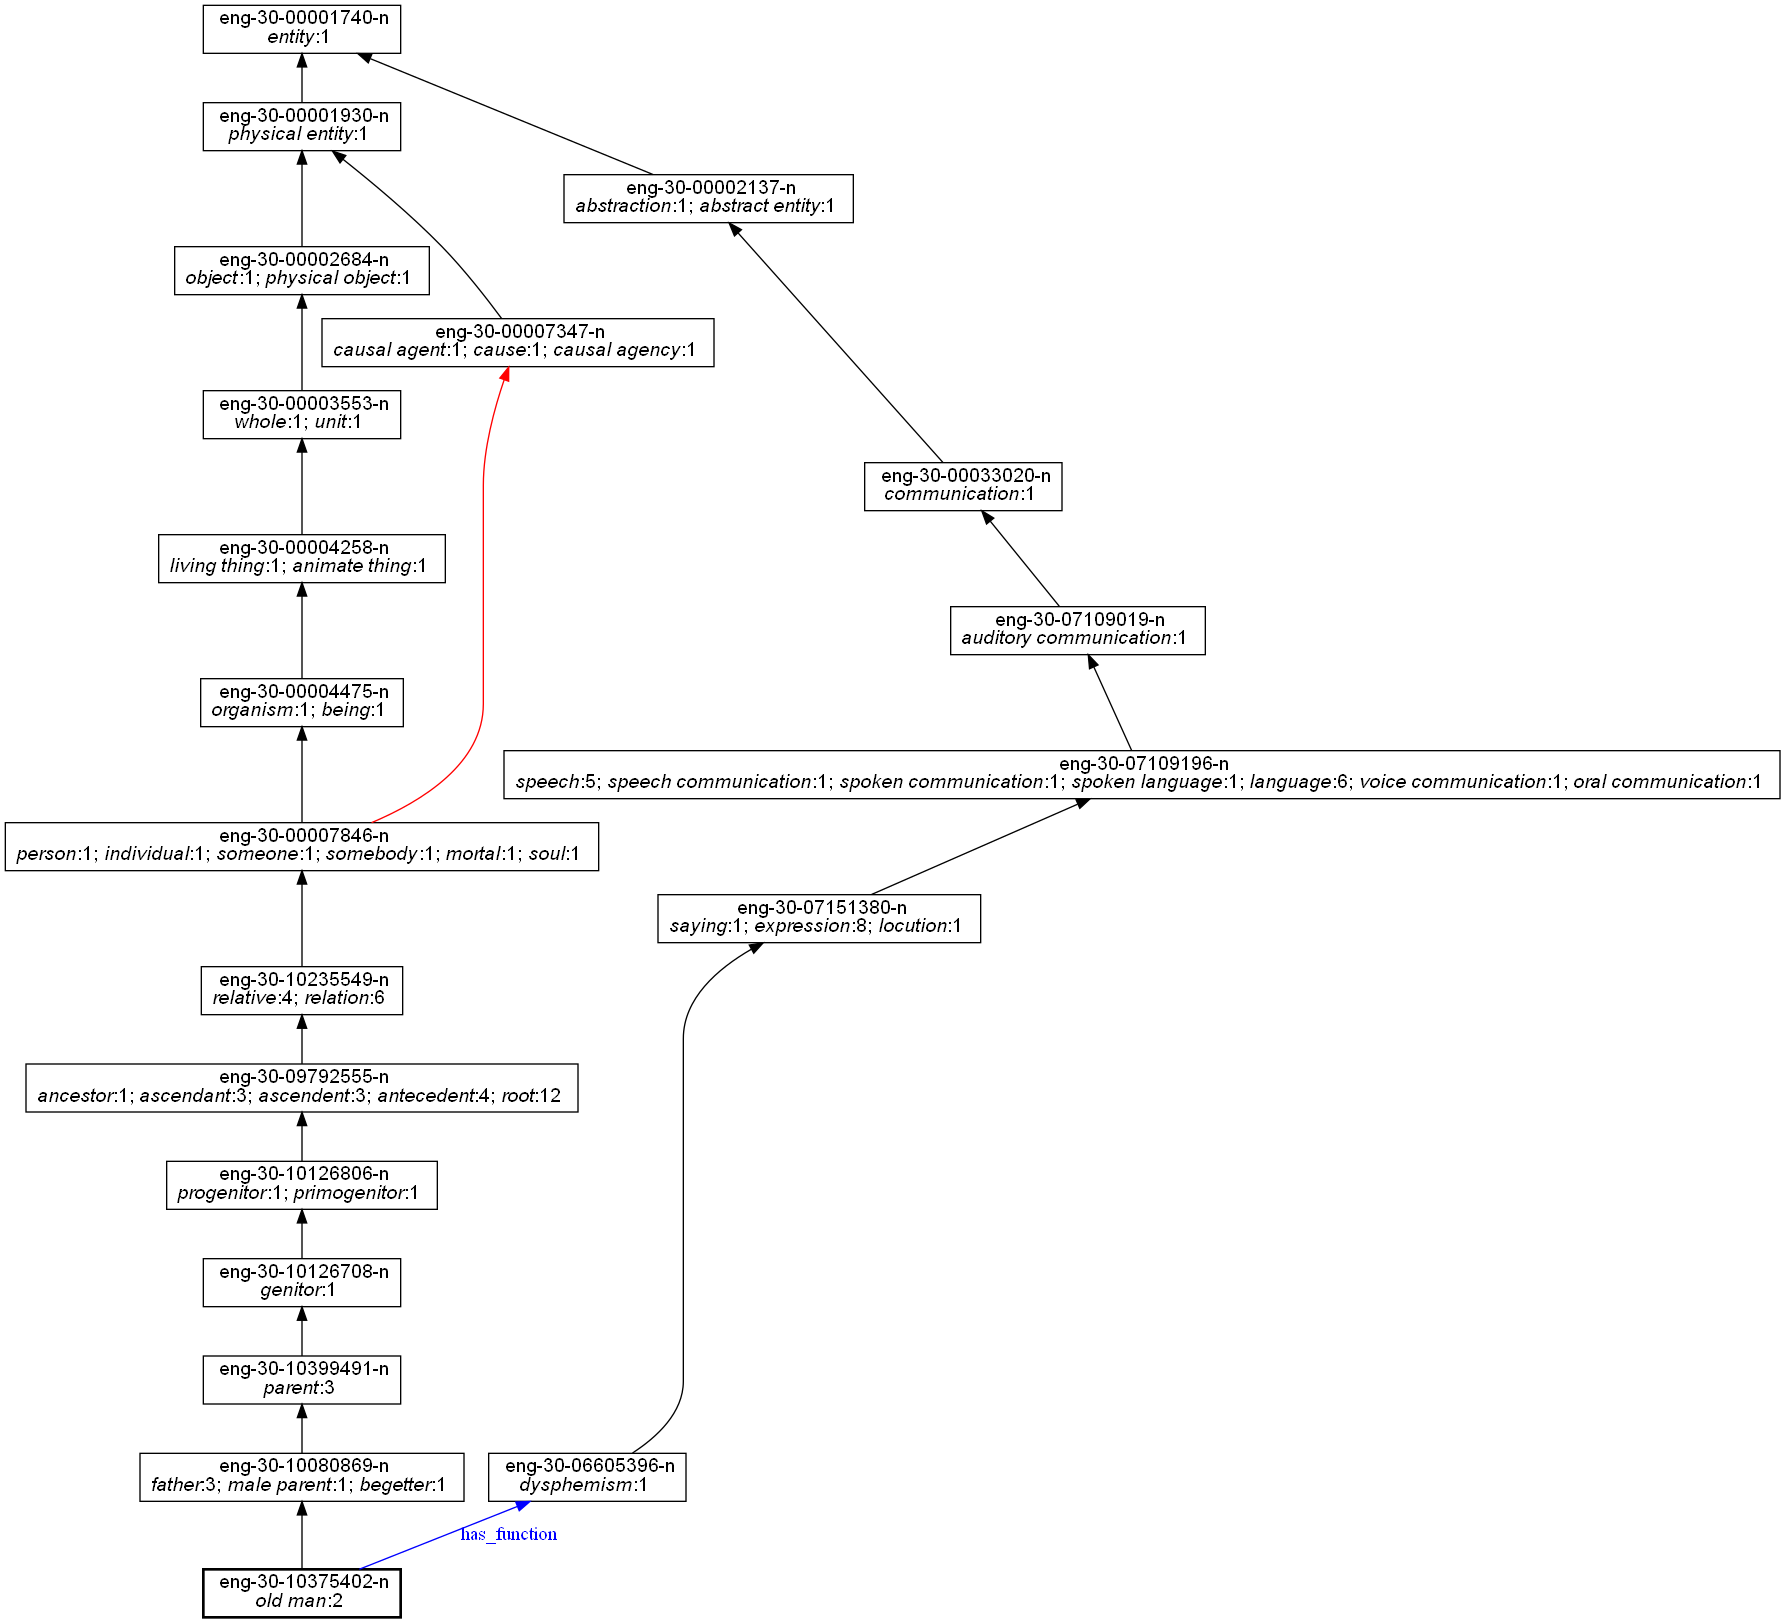 eng-30-00001740-n
entity:1
eng-30-00001930-n
physical entity:1
eng-30-00002137-n
abstraction:1; abstract entity:1
eng-30-00002684-n
object:1; physical object:1
eng-30-00007347-n
causal agent:1; cause:1; causal agency:1
eng-30-00003553-n
whole:1; unit:1
eng-30-00033020-n
communication:1
eng-30-00004258-n
living thing:1; animate thing:1
eng-30-07109019-n
auditory communication:1
eng-30-00004475-n
organism:1; being:1
eng-30-07109196-n
speech:5; speech communication:1; spoken communication:1; spoken language:1; language:6; voice communication:1; oral communication:1
eng-30-00007846-n
person:1; individual:1; someone:1; somebody:1; mortal:1; soul:1
eng-30-07151380-n
saying:1; expression:8; locution:1
eng-30-10235549-n
relative:4; relation:6
eng-30-09792555-n
ancestor:1; ascendant:3; ascendent:3; antecedent:4; root:12
eng-30-10126806-n
progenitor:1; primogenitor:1
eng-30-10126708-n
genitor:1
eng-30-10399491-n
parent:3
eng-30-10080869-n
father:3; male parent:1; begetter:1
eng-30-06605396-n
dysphemism:1
has_function
eng-30-10375402-n
old man:2